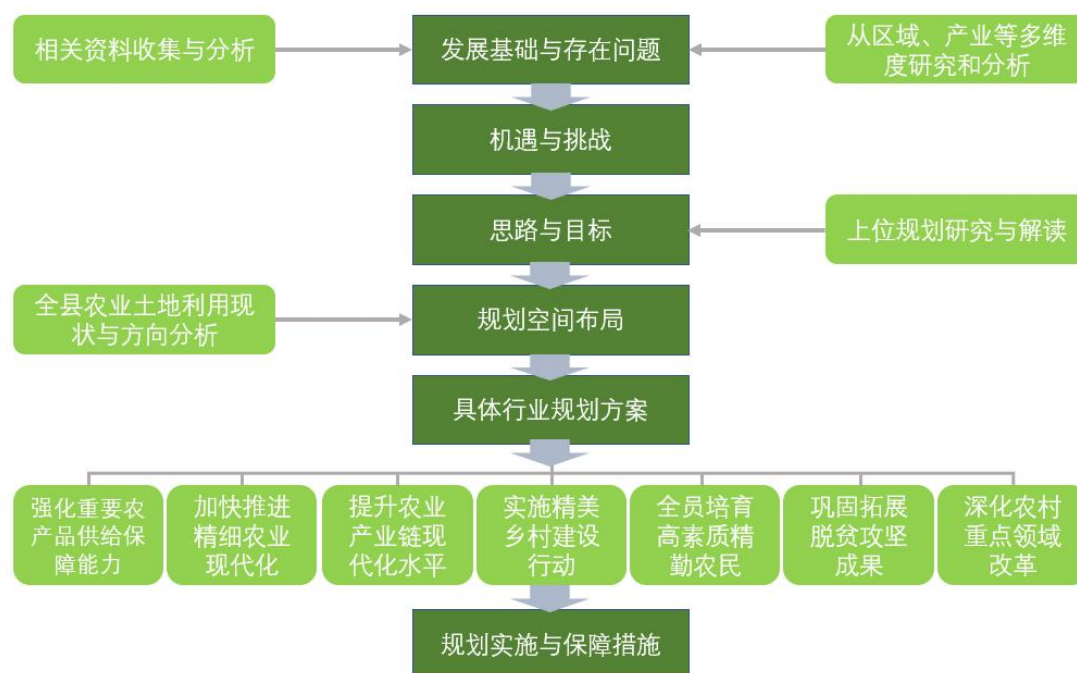 相关资料收集与分析
发展基础与存在问题
从区域、产业等多维
度研究和分析
机遇与挑战
思路与目标
上位规划研究与解读
全县农业土地利用现
状与方向分析
规划空间布局
具体行业规划方案
强化重要农
产品供给保
障能力
加快推进
精细农业
现代化
提升农业
产业链现
代化水平
实施精美
乡村建设
行动
全员培育
高素质精
勤农民
巩固拓展
脱贫攻坚
成果
深化农村
重点领域
改革
规划实施与保障措施